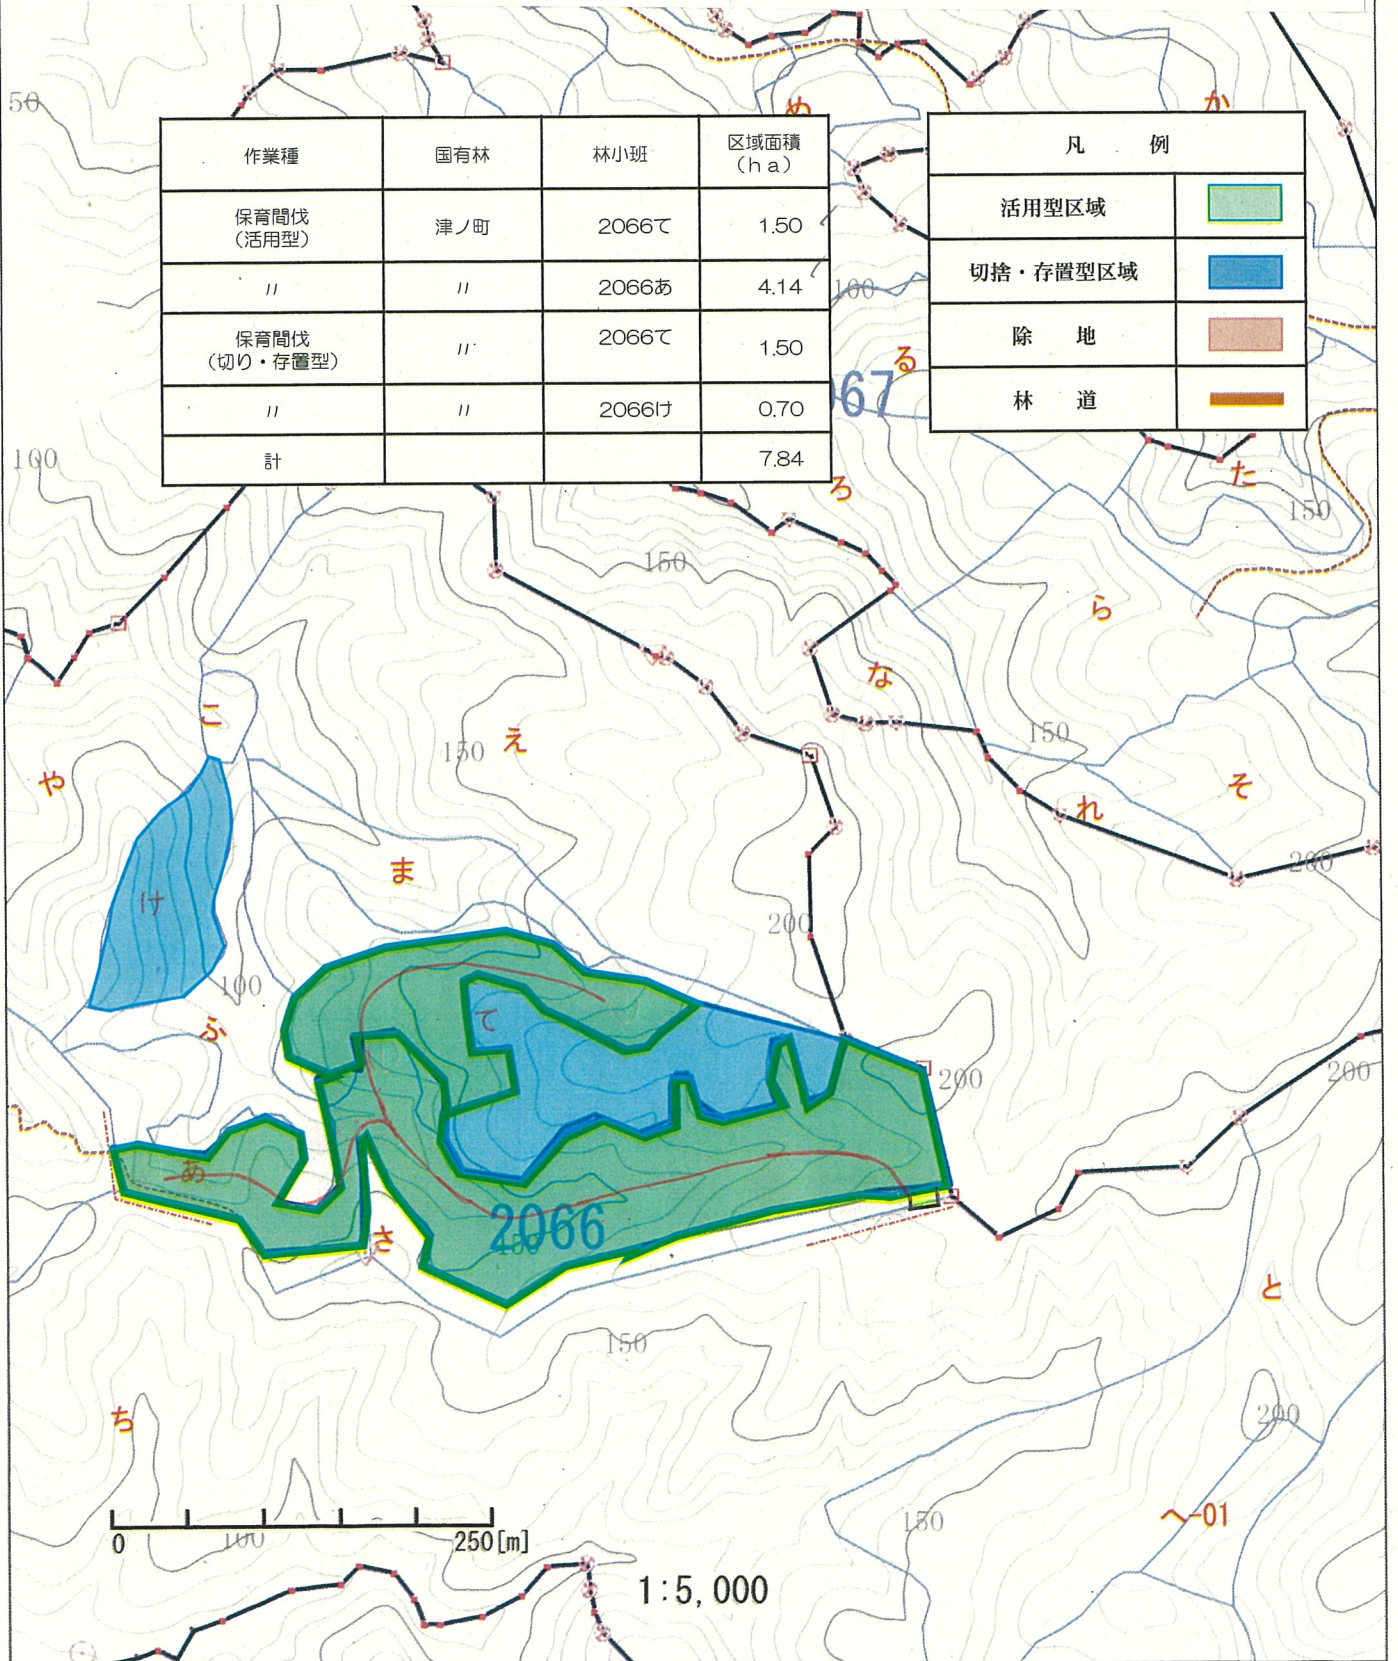 50
め
か
作業種 国有林 林小班 区域面積
(ha)
保育間伐
(活用型) 津ノ町 2066て 1.50
〃 〃 2066あ 4.14
保育間伐
(切り・存置型) 〃 2066て 1.50
〃 〃 2066け 0.70
計 7.84
凡 例
活用型区域
切捨・存置型区域
除 地
林 道
100
る
067
100
ろ
た
150
150
ら
な
こ
え
150
150
や
そ
れ
ま
200
け
200
100
て
ふ
200
200
あ
さ
2066
150
と
150
ち
200
へ-01
150
0 100 250[m]
1:5,000